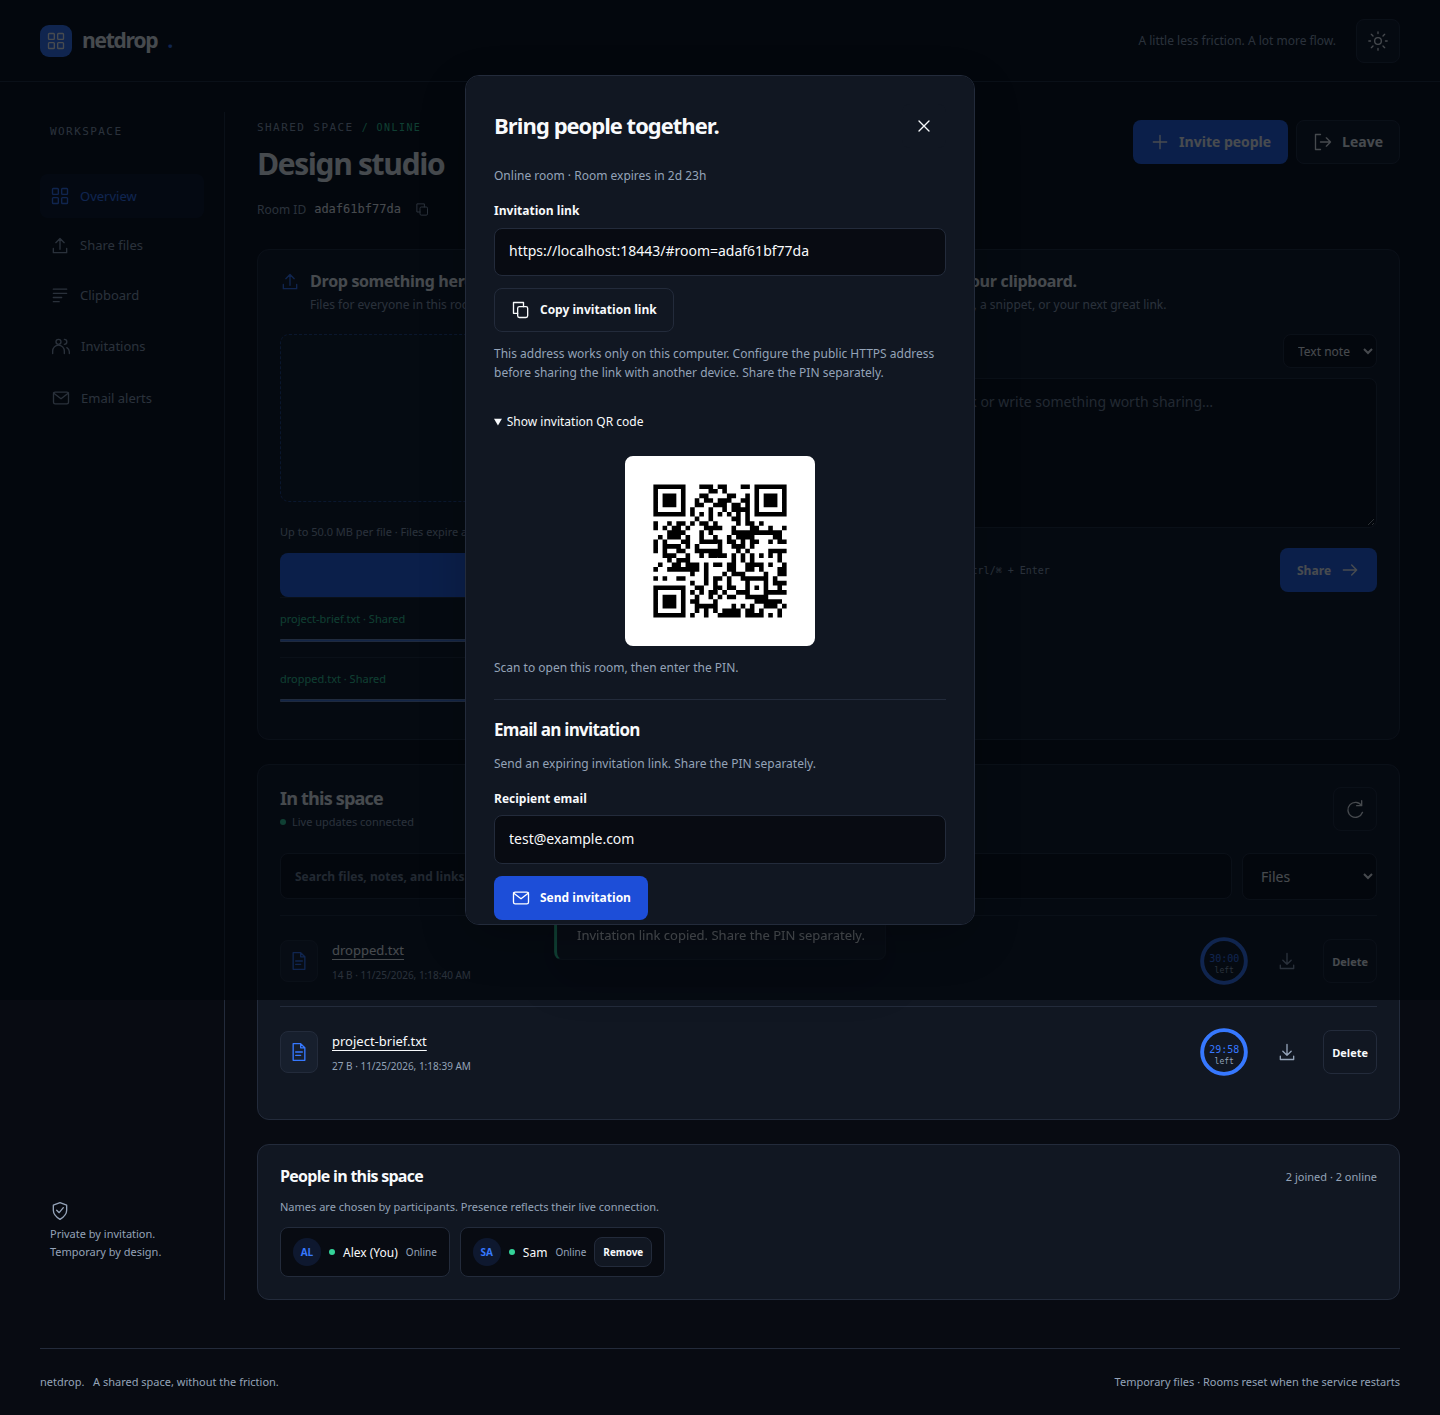 netdrop.
A little less friction. A lot more flow.
WORKSPACE
Overview
Share files
Clipboard
Invitations
Email alerts
Private by invitation.
Temporary by design.
SHARED SPACE / ONLINE
Design studio
Room ID adaf61bf77da
Invite people
Leave
Drop something her
Files for everyone in this roo
Up to 50.0 MB per file · Files expire a
project-brief.txt · Shared
dropped.txt · Shared
our clipboard.
, a snippet, or your next great link.
Text note
or write something worth sharing...
trl/⌘ + Enter
Share
Bring people together.
Online room · Room expires in 2d 23h
Invitation link
https://localhost:18443/#room=adaf61bf77da
Copy invitation link
This address works only on this computer. Configure the public HTTPS address
before sharing the link with another device. Share the PIN separately.
▼ Show invitation QR code
Scan to open this room, then enter the PIN.
Email an invitation
Send an expiring invitation link. Share the PIN separately.
Recipient email
test@example.com
Send invitation
Invitation link copied. Share the PIN separately.
In this space
Live updates connected
Search files, notes, and links
Files
dropped.txt
14 B · 11/25/2026, 1:18:40 AM
30:00
left
Delete
project-brief.txt
27 B · 11/25/2026, 1:18:39 AM
29:58
left
Delete
People in this space
2 joined · 2 online
Names are chosen by participants. Presence reflects their live connection.
AL Alex (You) Online
SA Sam Online Remove
netdrop. A shared space, without the friction.
Temporary files · Rooms reset when the service restarts